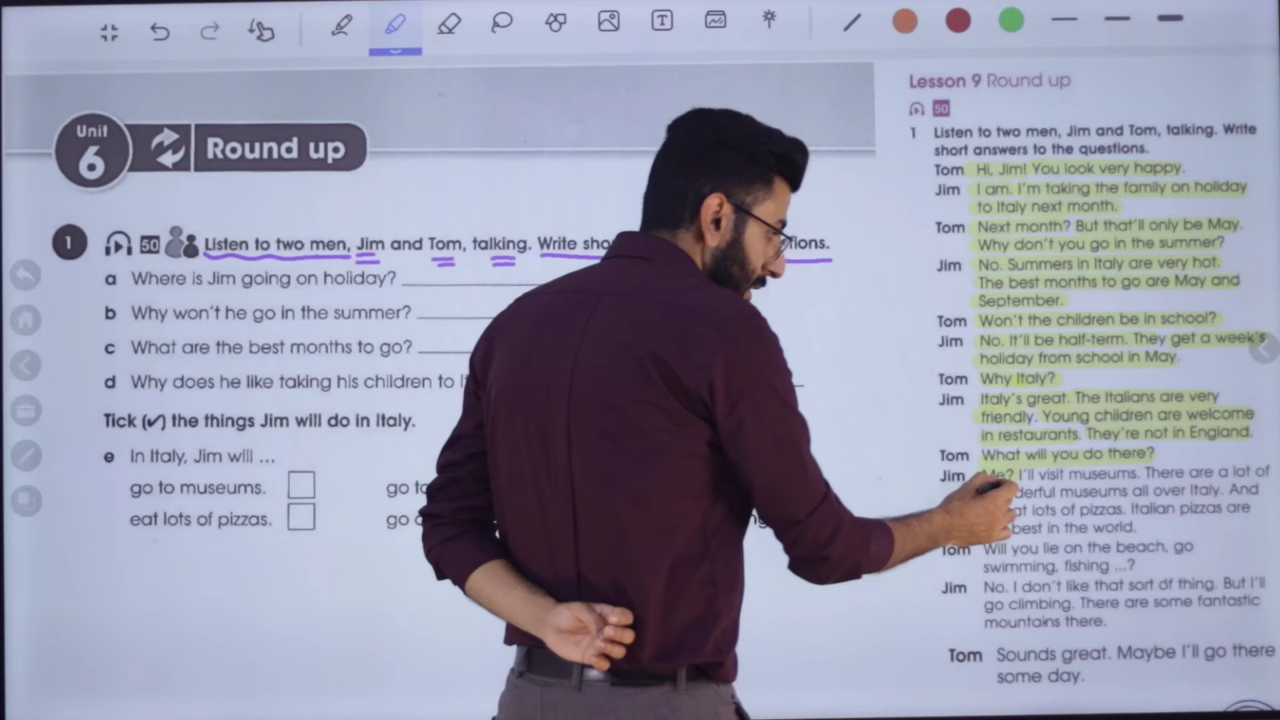 Unit
6
Round up
1 50 Listen to two men, Jim and Tom, talking. Write sho tions.
a Where is Jim going on holiday?
b Why won't he go in the summer?
c What are the best months to go?
d Why does he like taking his children to
Tick (✔) the things Jim will do in Italy.
e In Italy, Jim will ...
go to museums. go
eat lots of pizzas. go
Lesson 9 Round up
50
1 Listen to two men, Jim and Tom, talking. Write
short answers to the questions.
Tom Hi, Jim! You look very happy.
Jim I am. I'm taking the family on holiday
to Italy next month.
Tom Next month? But that'll only be May.
Why don't you go in the summer?
Jim No. Summers in Italy are very hot.
The best months to go are May and
September.
Tom Won't the children be in school?
Jim No. It'll be half-term. They get a week's
holiday from school in May.
Tom Why Italy?
Jim Italy's great. The Italians are very
friendly. Young children are welcome
in restaurants. They're not in England.
Tom What will you do there?
Jim Me? I'll visit museums. There are a lot of
derful museums all over Italy. And
at lots of pizzas. Italian pizzas are
best in the world.
Tom Will you lie on the beach, go
swimming, fishing ...?
Jim No. I don't like that sort of thing. But I'll
go climbing. There are some fantastic
mountains there.
Tom Sounds great. Maybe I'll go there
some day.